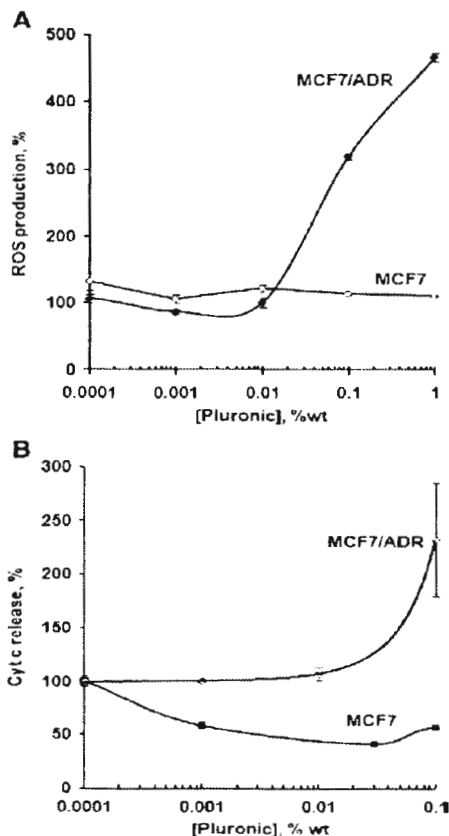 A
500
MCF7/ADR
400
300
200
MCF7
100
0
ROS production, %
0.0001 0.001 0.01 0.1 1
[Pluronic], %wt
B
300
250
MCF7/ADR
200
150
100
MCF7
50
0
Cyt c release, %
0.0001 0.001 0.01 0.1
[Pluronic], % wt